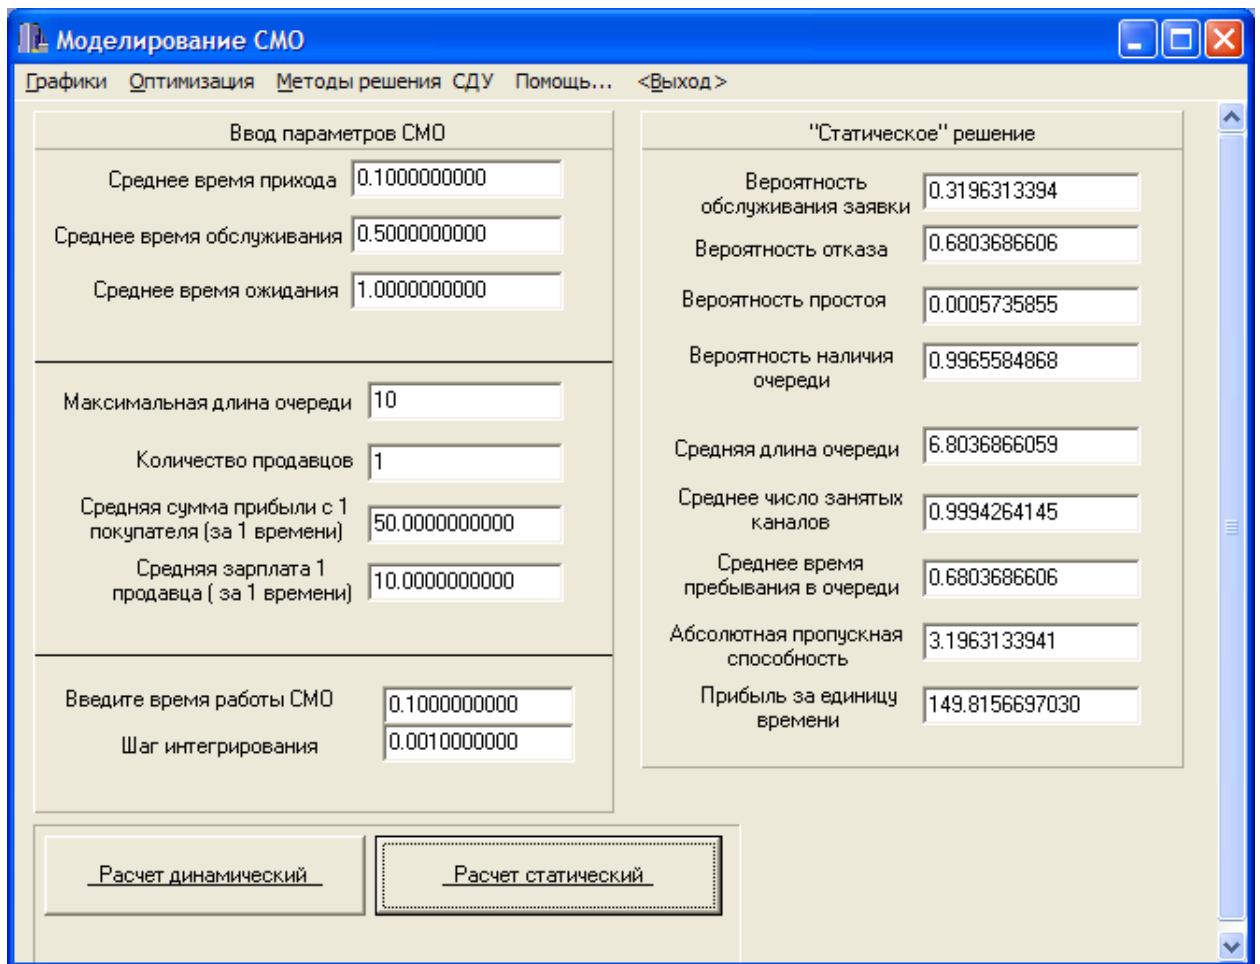 Моделирование СМО
Графики Оптимизация Методы решения СДУ Помощь... <Выход>
Ввод параметров СМО
Среднее время прихода 0.1000000000
Среднее время обслуживания 0.5000000000
Среднее время ожидания 1.0000000000
Максимальная длина очереди 10
Количество продавцов 1
Средняя сумма прибыли с 1
покупателя (за 1 времени) 50.0000000000
Средняя зарплата 1
продавца ( за 1 времени) 10.0000000000
Введите время работы СМО 0.1000000000
Шаг интегрирования 0.0010000000
"Статическое" решение
Вероятность
обслуживания заявки 0.3196313394
Вероятность отказа 0.6803686606
Вероятность простоя 0.0005735855
Вероятность наличия
очереди 0.9965584868
Средняя длина очереди 6.8036866059
Среднее число занятых
каналов 0.9994264145
Среднее время
пребывания в очереди 0.6803686606
Абсолютная пропускная
способность 3.1963133941
Прибыль за единицу
времени 149.8156697030
Расчет динамический Расчет статический